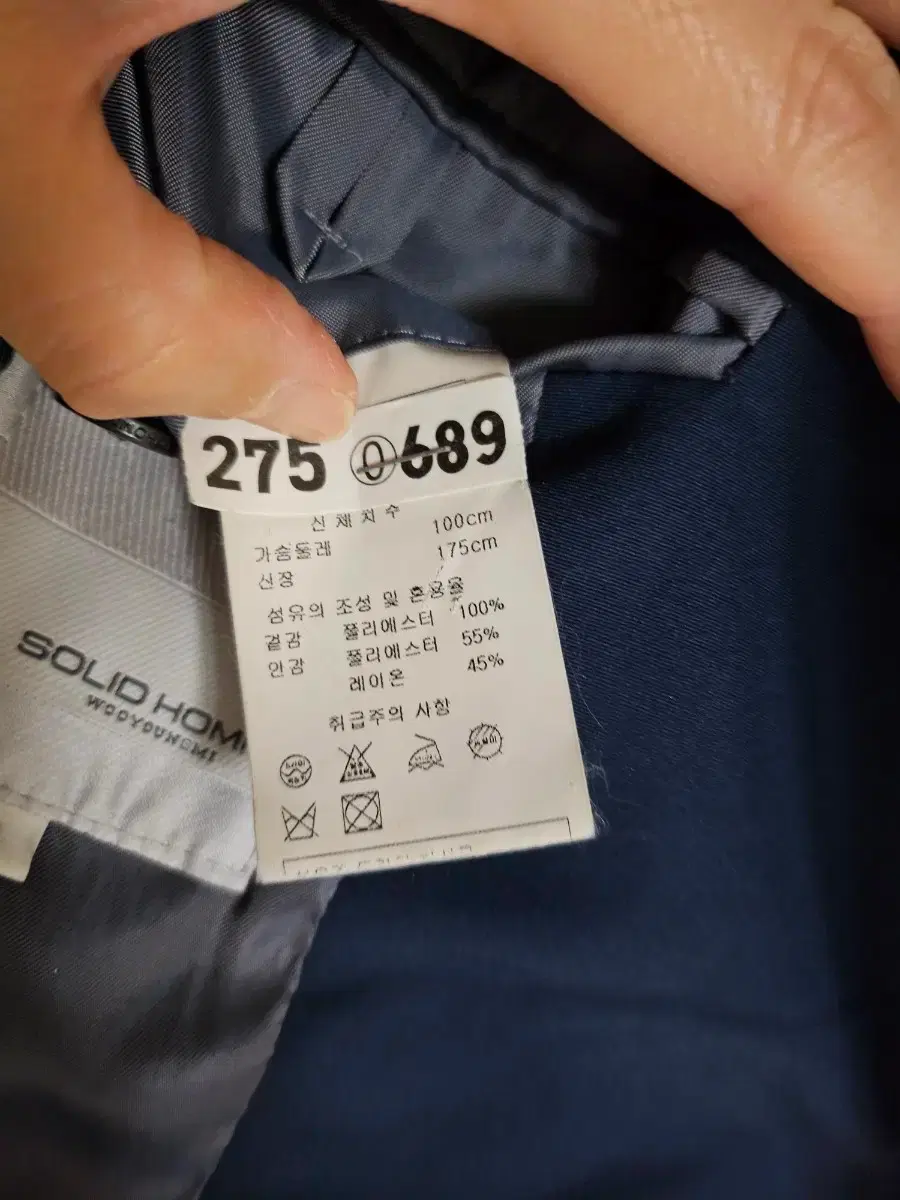 275 ⓪689
신체치수
가슴둘레 100cm
신장 175cm
섬유의 조성 및 혼용율
겉감 폴리에스터 100%
안감 폴리에스터 55%
레이온 45%
취급주의 사항
SOLID HOM
WOOYOUNGMI